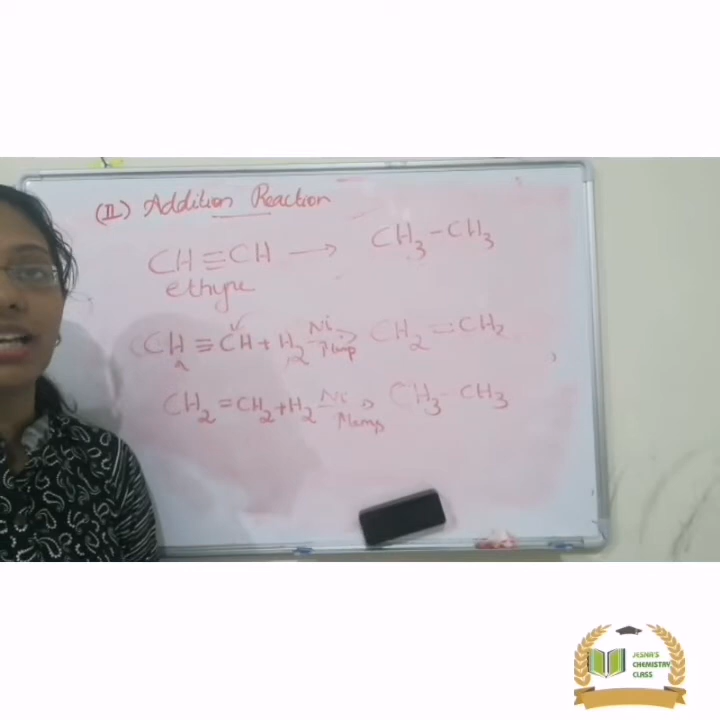 (II) Addition Reaction
CH≡CH → CH3-CH3
ethyne
CH≡CH+H2 Ni → CH2=CH2
CH2=CH2+H2 → CH3-CH3
JESNA'S
CHEMISTRY
CLASS